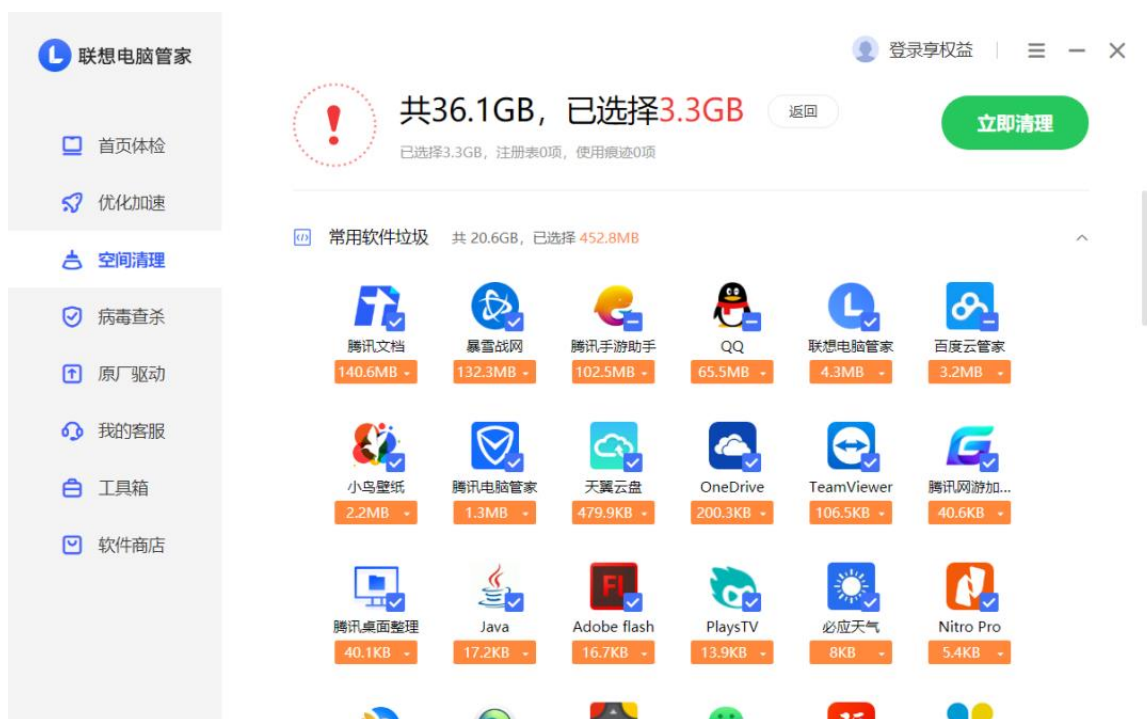 联想电脑管家
登录享权益
共36.1GB，已选择3.3GB
返回
立即清理
已选择3.3GB，注册表0项，使用痕迹0项
首页体检
优化加速
空间清理
病毒查杀
原厂驱动
我的客服
工具箱
软件商店
常用软件垃圾 共 20.6GB，已选择 452.8MB
腾讯文档 暴雪战网 腾讯手游助手 QQ 联想电脑管家 百度云管家
140.6MB 132.3MB 102.5MB 65.5MB 4.3MB 3.2MB
小鸟壁纸 腾讯电脑管家 天翼云盘 OneDrive TeamViewer 腾讯网游加...
2.2MB 1.3MB 479.9KB 200.3KB 106.5KB 40.6KB
腾讯桌面整理 Java Adobe flash PlaysTV 必应天气 Nitro Pro
40.1KB 17.2KB 16.7KB 13.9KB 8KB 5.4KB